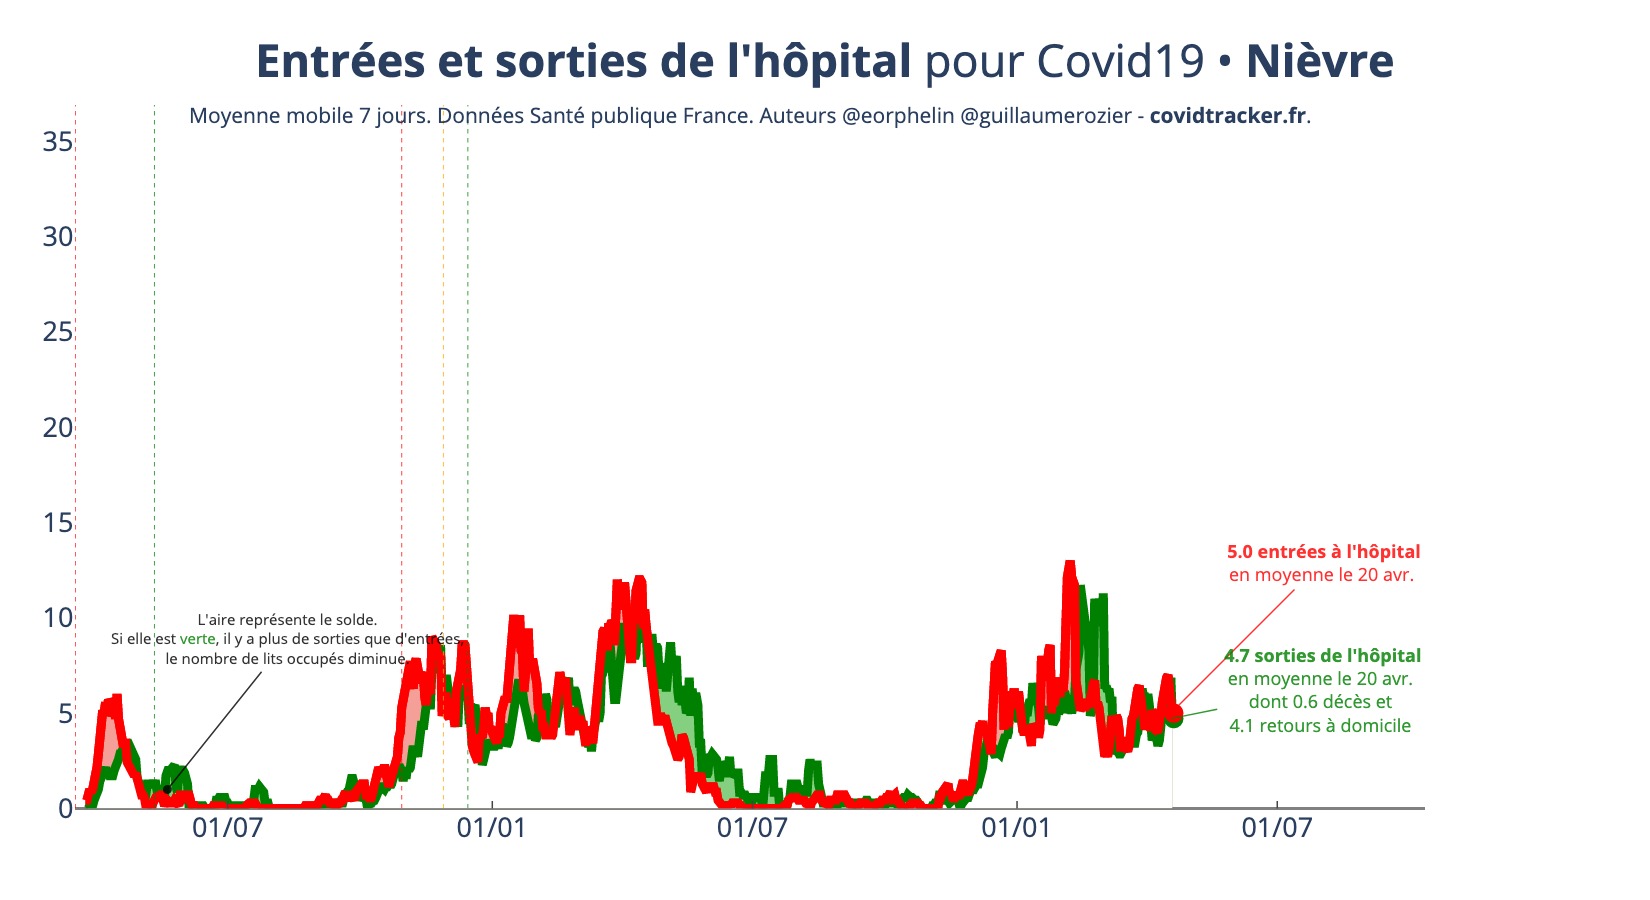 Entrées et sorties de l'hôpital pour Covid19 • Nièvre
Moyenne mobile 7 jours. Données Santé publique France. Auteurs @eorphelin @guillaumerozier - covidtracker.fr.
35
30
25
20
15
10
5
0
L'aire représente le solde.
Si elle est verte, il y a plus de sorties que d'entrées,
le nombre de lits occupés diminue.
5.0 entrées à l'hôpital
en moyenne le 20 avr.
4.7 sorties de l'hôpital
en moyenne le 20 avr.
dont 0.6 décès et
4.1 retours à domicile
01/07
01/01
01/07
01/01
01/07